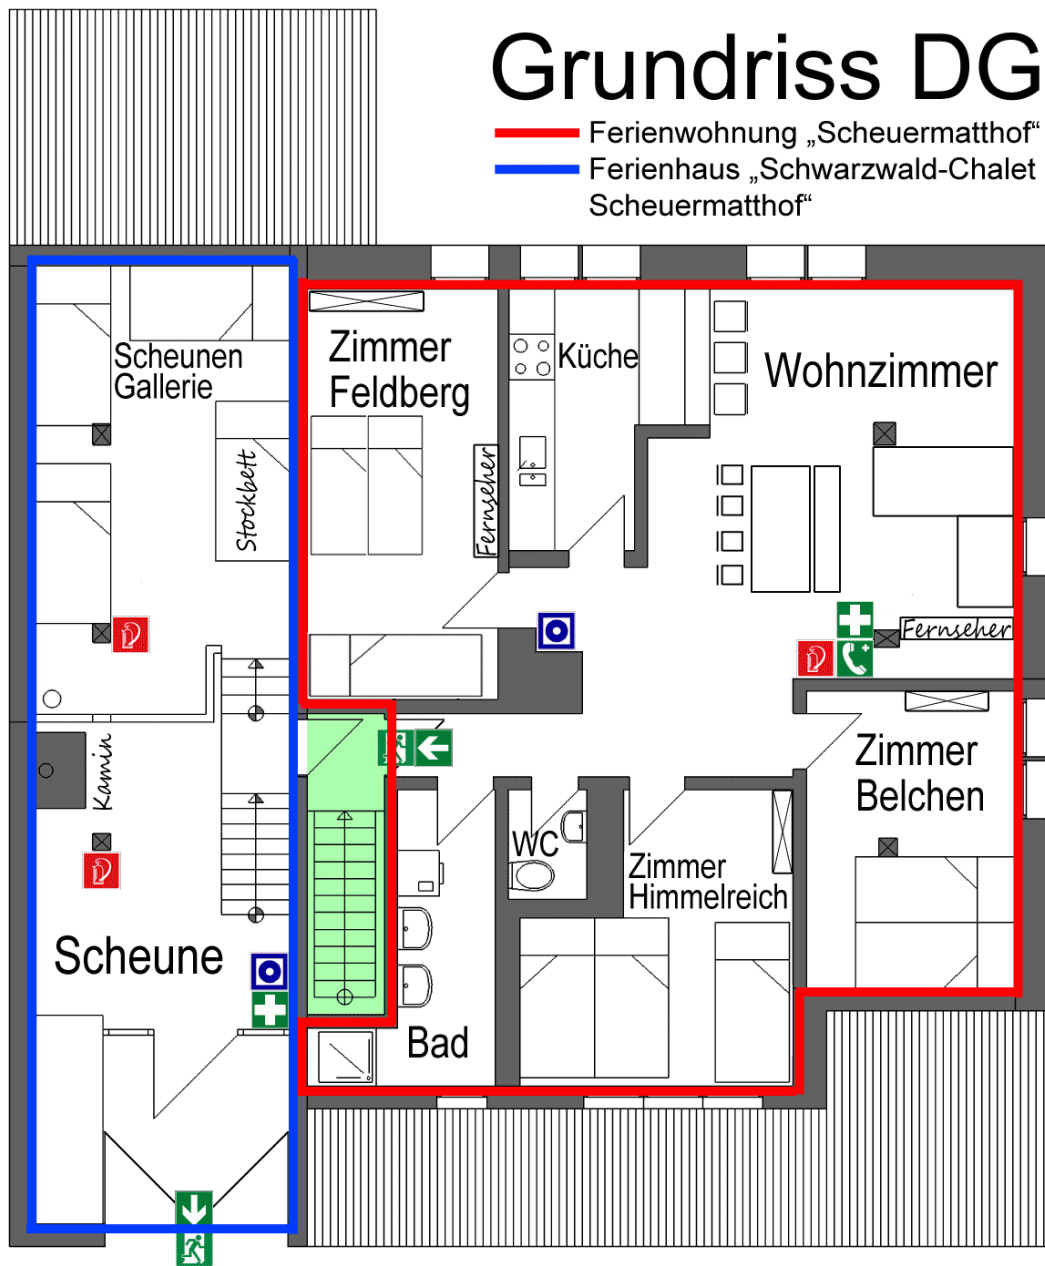 Grundriss DG
Ferienwohnung „Scheuermatthof“
Ferienhaus „Schwarzwald-Chalet
Scheuermatthof“
Scheunen
Gallerie
Stockbett
Zimmer
Feldberg
Fernseher
Küche
Wohnzimmer
Fernseher
Kamin
Scheune
Zimmer
Belchen
WC
Zimmer
Himmelreich
Bad